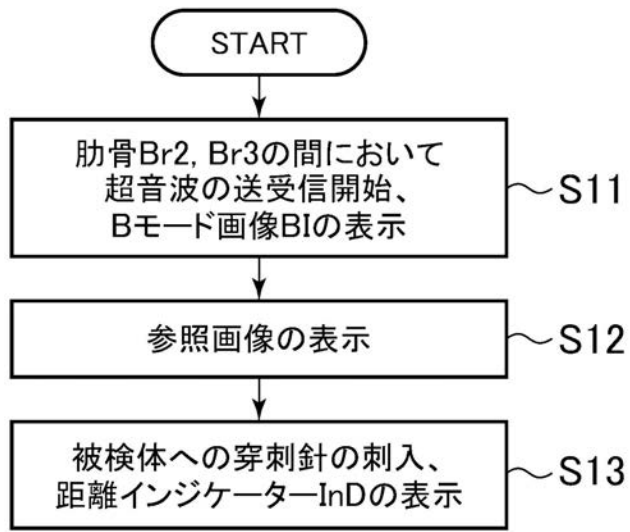 START
肋骨Br2, Br3の間において
超音波の送受信開始、
Bモード画像BIの表示
S11
参照画像の表示
S12
被検体への穿刺針の刺入、
距離インジケーターInDの表示
S13